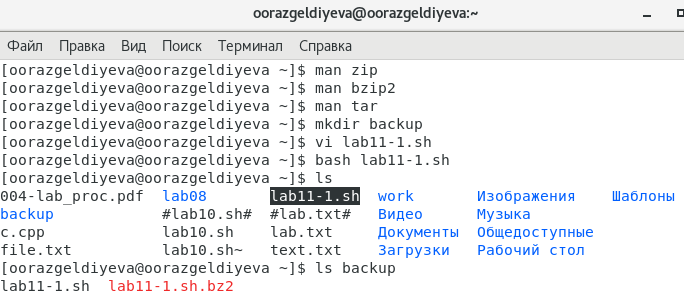 oorazgeldiyeva@oorazgeldiyeva:~
Файл Правка Вид Поиск Терминал Справка
[oorazgeldiyeva@oorazgeldiyeva ~]$ man zip
[oorazgeldiyeva@oorazgeldiyeva ~]$ man bzip2
[oorazgeldiyeva@oorazgeldiyeva ~]$ man tar
[oorazgeldiyeva@oorazgeldiyeva ~]$ mkdir backup
[oorazgeldiyeva@oorazgeldiyeva ~]$ vi lab11-1.sh
[oorazgeldiyeva@oorazgeldiyeva ~]$ bash lab11-1.sh
[oorazgeldiyeva@oorazgeldiyeva ~]$ ls
004-lab_proc.pdf lab08 lab11-1.sh work Изображения Шаблоны
backup #lab10.sh# #lab.txt# Видео Музыка
c.cpp lab10.sh lab.txt Документы Общедоступные
file.txt lab10.sh~ text.txt Загрузки Рабочий стол
[oorazgeldiyeva@oorazgeldiyeva ~]$ ls backup
lab11-1.sh lab11-1.sh.bz2